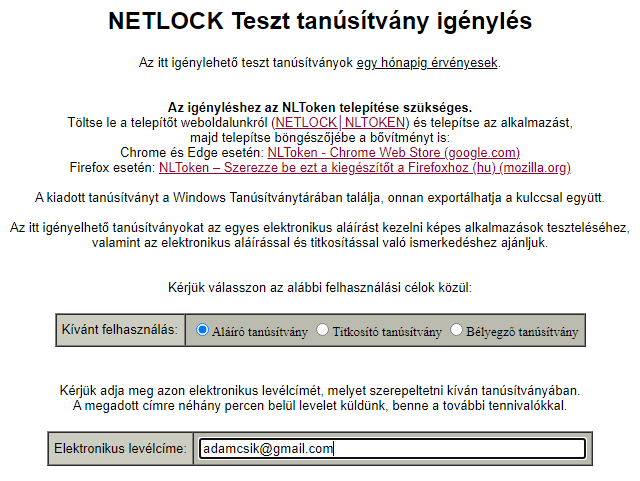 NETLOCK Teszt tanúsítvány igénylés
Az itt igénylehető teszt tanúsítványok egy hónapig érvényesek.
Az igényléshez az NLToken telepítése szükséges.
Töltse le a telepítőt weboldalunkról (NETLOCK│NLTOKEN) és telepítse az alkalmazást,
majd telepítse böngészőjébe a bővítményt is:
Chrome és Edge esetén: NLToken - Chrome Web Store (google.com)
Firefox esetén: NLToken – Szerezze be ezt a kiegészítőt a Firefoxhoz (hu) (mozilla.org)
A kiadott tanúsítványt a Windows Tanúsítványtárában találja, onnan exportálhatja a kulccsal együtt.
Az itt igényelhető tanúsítványokat az egyes elektronikus aláírást kezelni képes alkalmazások teszteléséhez,
valamint az elektronikus aláírással és titkosítással való ismerkedéshez ajánljuk.
Kérjük válasszon az alábbi felhasználási célok közül:
Kívánt felhasználás: Aláíró tanúsítvány Titkosító tanúsítvány Bélyegző tanúsítvány
Kérjük adja meg azon elektronikus levélcímét, melyet szerepeltetni kíván tanúsítványában.
A megadott címre néhány percen belül levelet küldünk, benne a további tennivalókkal.
Elektronikus levélcíme: adamcsik@gmail.com